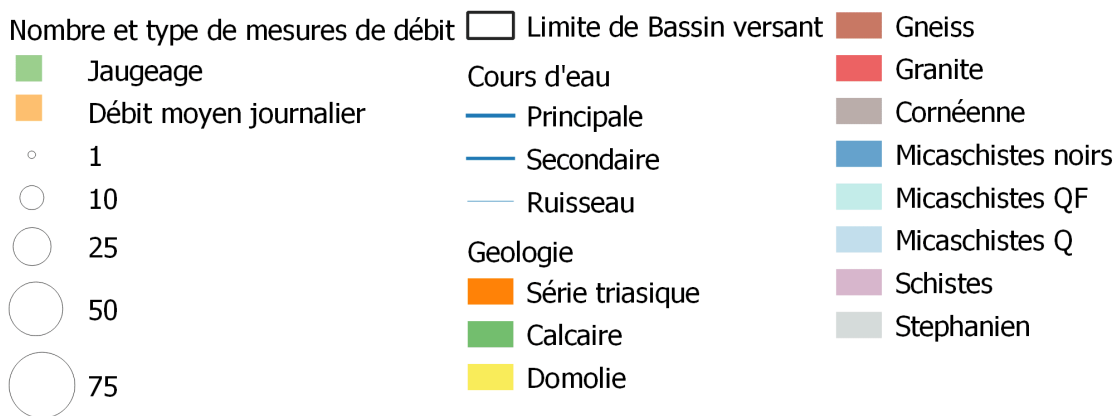 Nombre et type de mesures de débit
Jaugeage
Débit moyen journalier
1
10
25
50
75
Limite de Bassin versant
Cours d'eau
Principale
Secondaire
Ruisseau
Geologie
Série triasique
Calcaire
Domolie
Gneiss
Granite
Cornéenne
Micaschistes noirs
Micaschistes QF
Micaschistes Q
Schistes
Stephanien